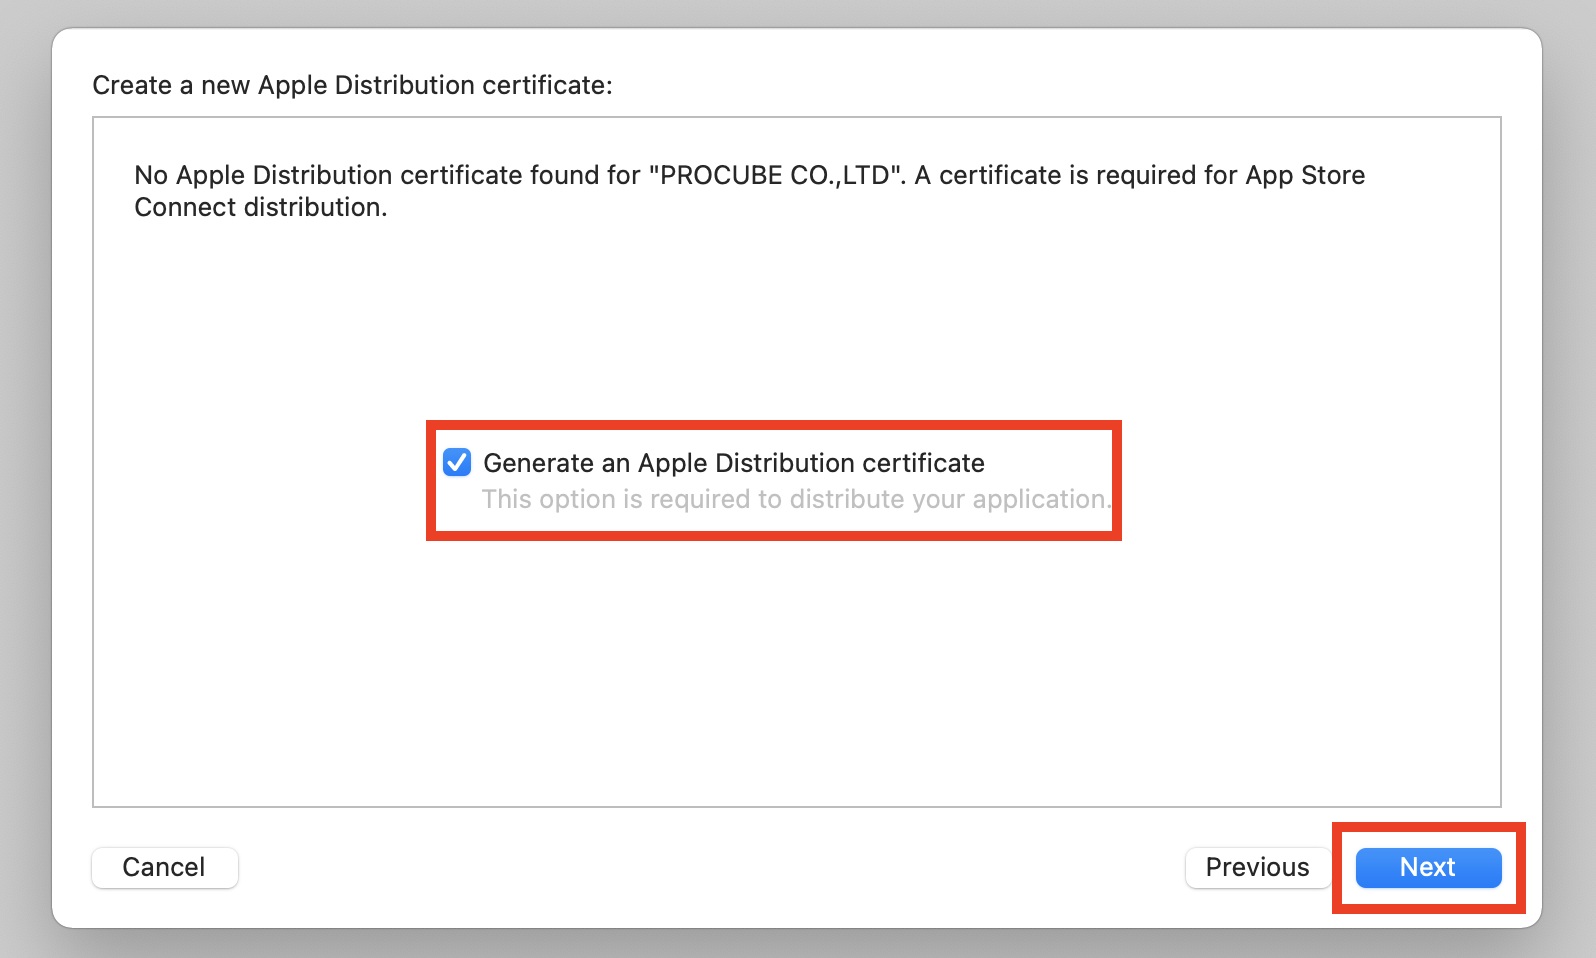 Create a new Apple Distribution certificate:
No Apple Distribution certificate found for "PROCUBE CO.,LTD". A certificate is required for App Store
Connect distribution.
Generate an Apple Distribution certificate
This option is required to distribute your application.
Cancel
Previous
Next